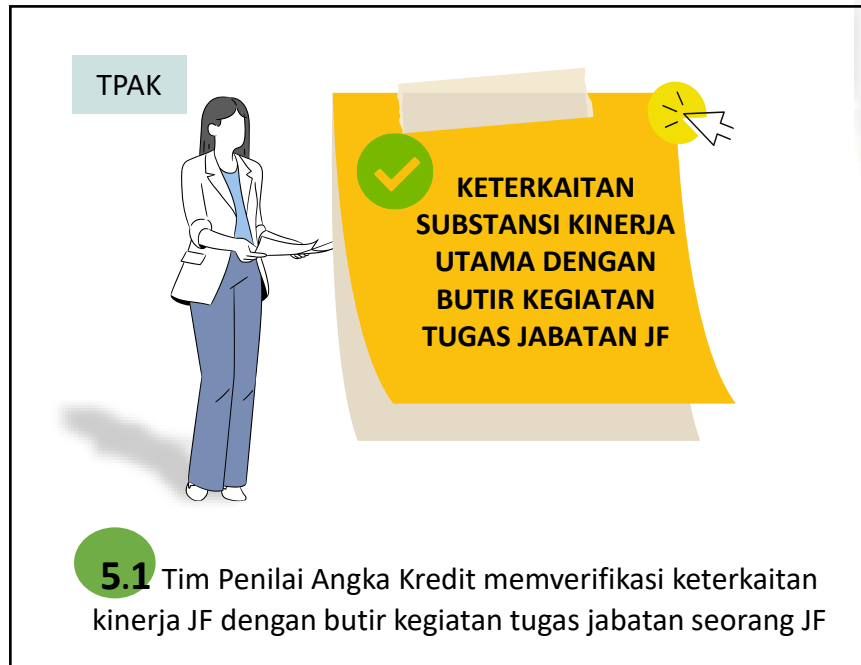 TPAK
KETERKAITAN
SUBSTANSI KINERJA
UTAMA DENGAN
BUTIR KEGIATAN
TUGAS JABATAN JF
5.1 Tim Penilai Angka Kredit memverifikasi keterkaitan
kinerja JF dengan butir kegiatan tugas jabatan seorang JF